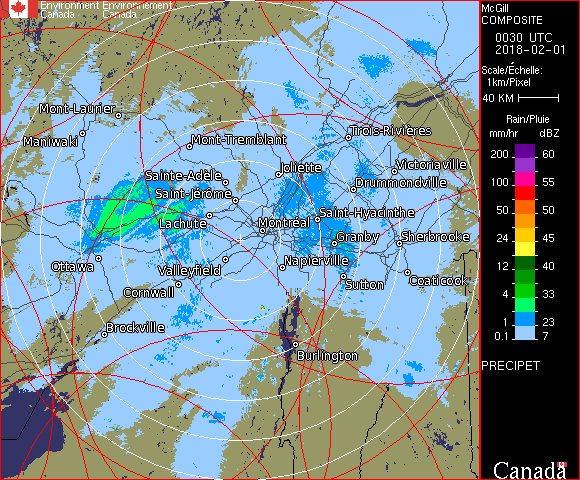 Environment Environnement
Canada Canada
McGill
COMPOSITE
0030 UTC
2018-02-01
Scale/Échelle:
1km/Pixel
40 KM
Rain/Pluie
mm/hr dBZ
200 60
100 55
50 50
24 45
12 40
4 33
1 23
0.1 7
PRECIPET
Canada
Mont-Laurier
Maniwaki
Mont-Tremblant
Trois-Rivières
Sainte-Adèle
Joliette
Victoriaville
Saint-Jérôme
Drummondville
Lachute
Montréal
Saint-Hyacinthe
Granby
Sherbrooke
Ottawa
Valleyfield
Napierville
Cornwall
Sutton
Coaticook
Brockville
Burlington